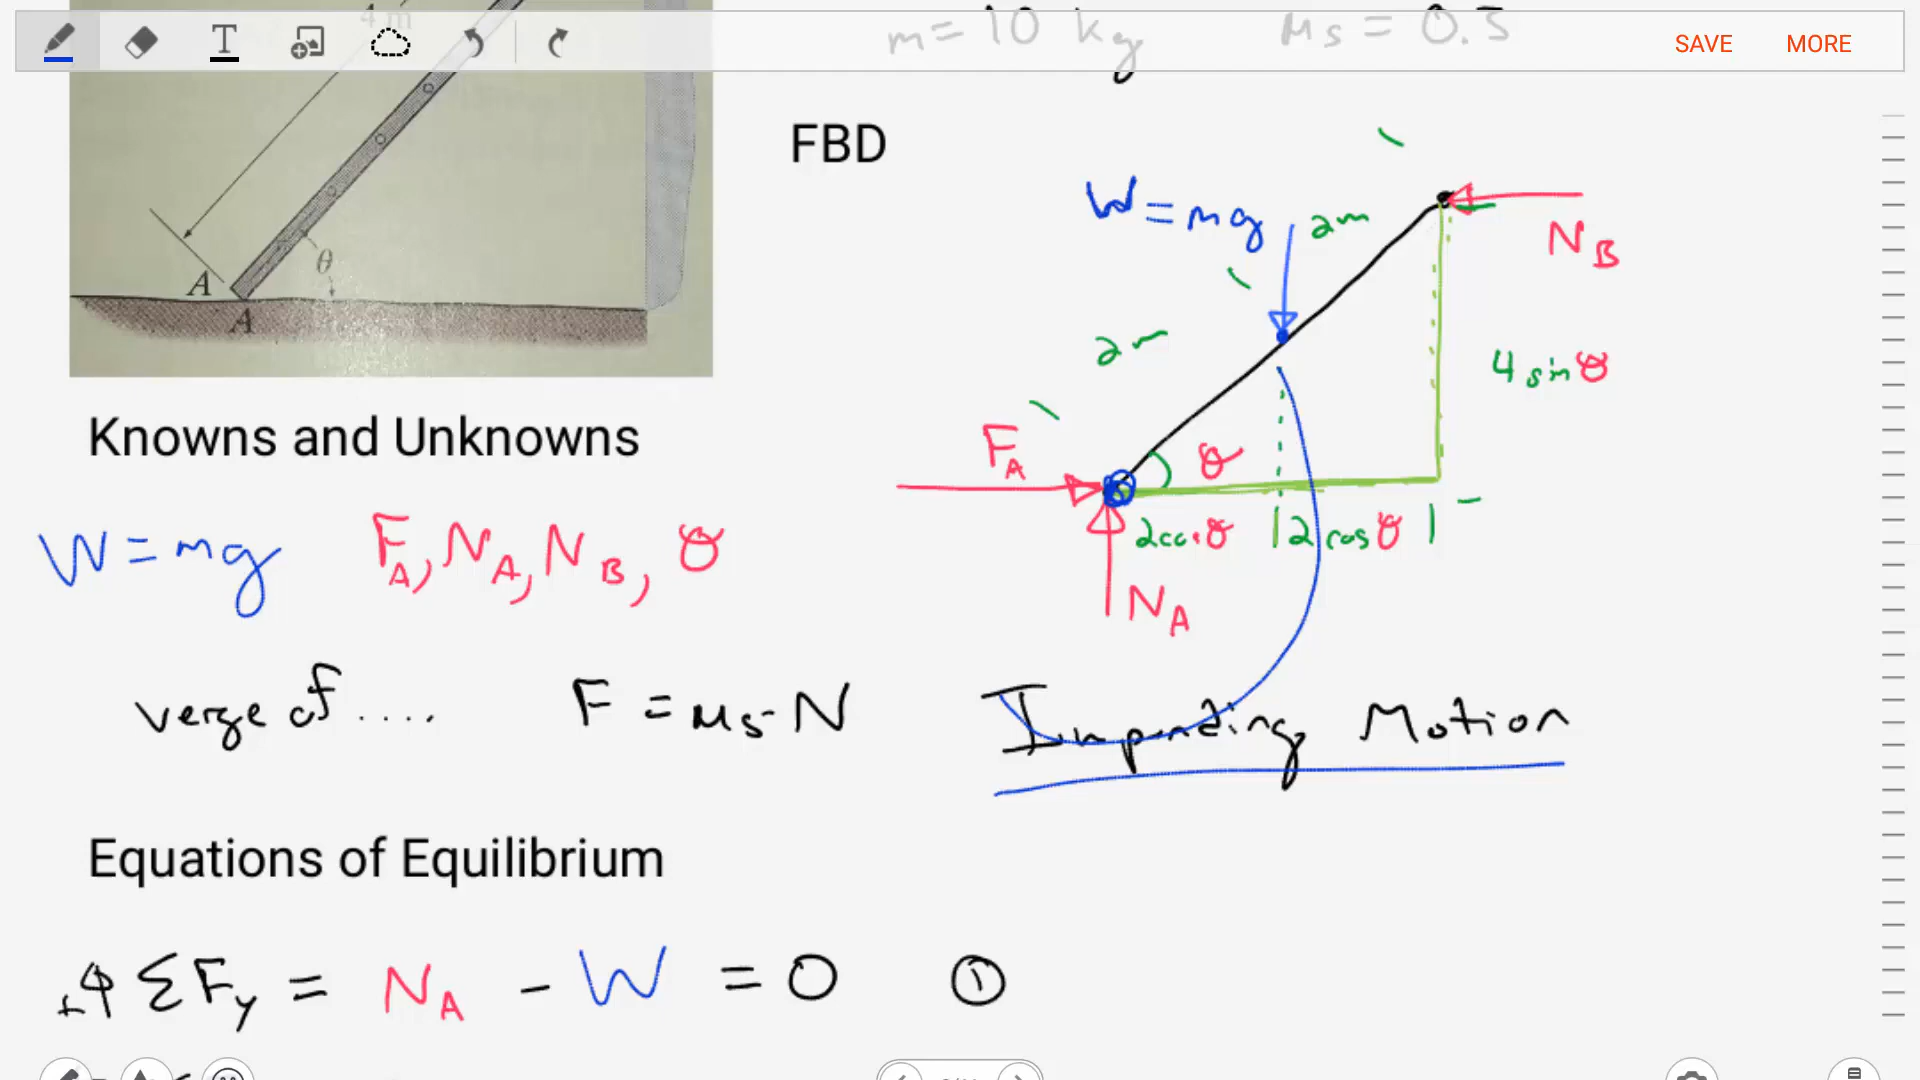 4 m
m = 10 kg μs = 0.5
T
SAVE MORE
FBD
W = mg
2m
N_B
θ
A
A
2m
4 sin θ
F_A
θ
2cos θ 2 cos θ
N_A
Knowns and Unknowns
W = mg F_A, N_A, N_B, θ
verge of .... F = μs · N Impending Motion
Equations of Equilibrium
+↑ ΣF_y = N_A - W = 0 ①